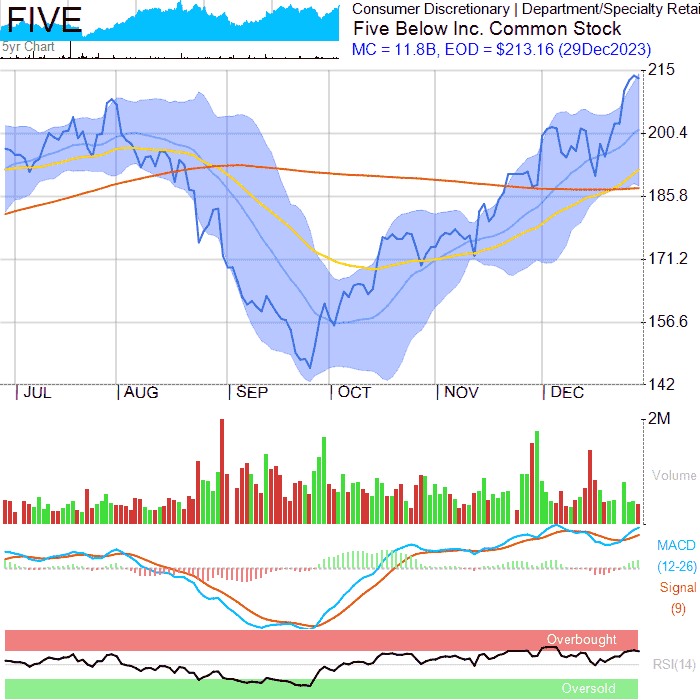 FIVE
5yr Chart
Consumer Discretionary | Department/Specialty Retai
Five Below Inc. Common Stock
MC = 11.8B, EOD = $213.16 (29Dec2023)
215
200.4
185.8
171.2
156.6
142
JUL AUG SEP OCT NOV DEC
2M
Volume
MACD
(12-26)
Signal
(9)
Overbought
RSI(14)
Oversold